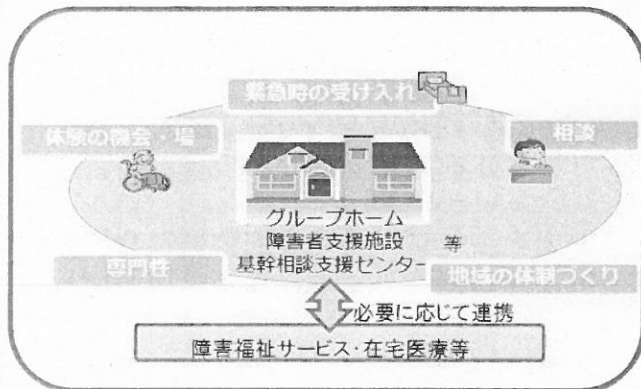 緊急時の受け入れ
体験の機会・場
相談
グループホーム
障害者支援施設 等
基幹相談支援センター
専門性
地域の体制づくり
必要に応じて連携
障害福祉サービス・在宅医療等